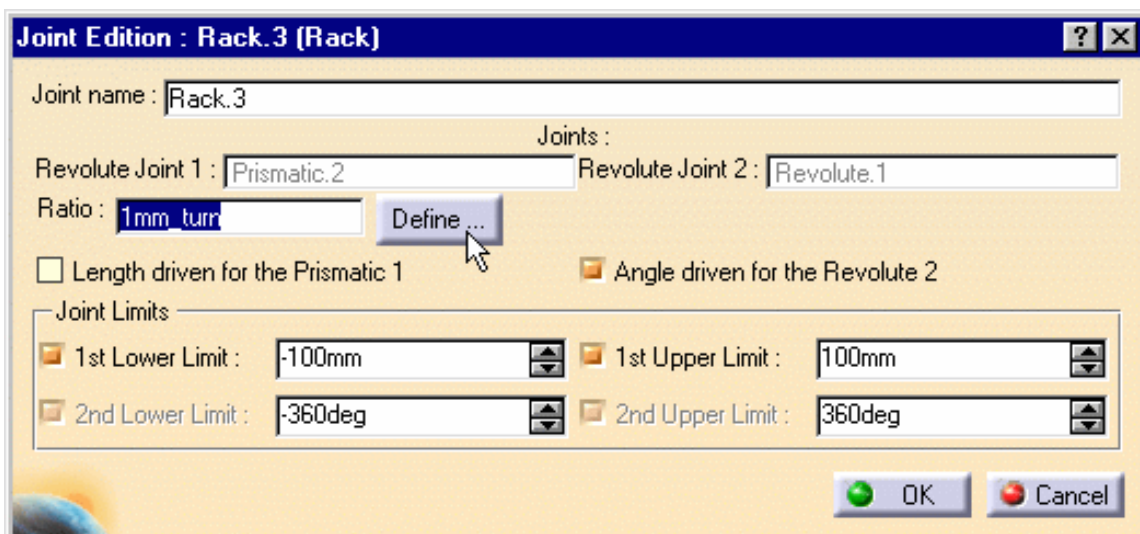 Joint Edition : Rack.3 (Rack)
Joint name : Rack.3
Joints :
Revolute Joint 1 : Prismatic.2 Revolute Joint 2 : Revolute.1
Ratio : 1mm_turn Define ...
Length driven for the Prismatic 1 Angle driven for the Revolute 2
Joint Limits
1st Lower Limit : -100mm 1st Upper Limit : 100mm
2nd Lower Limit : -360deg 2nd Upper Limit : 360deg
OK Cancel